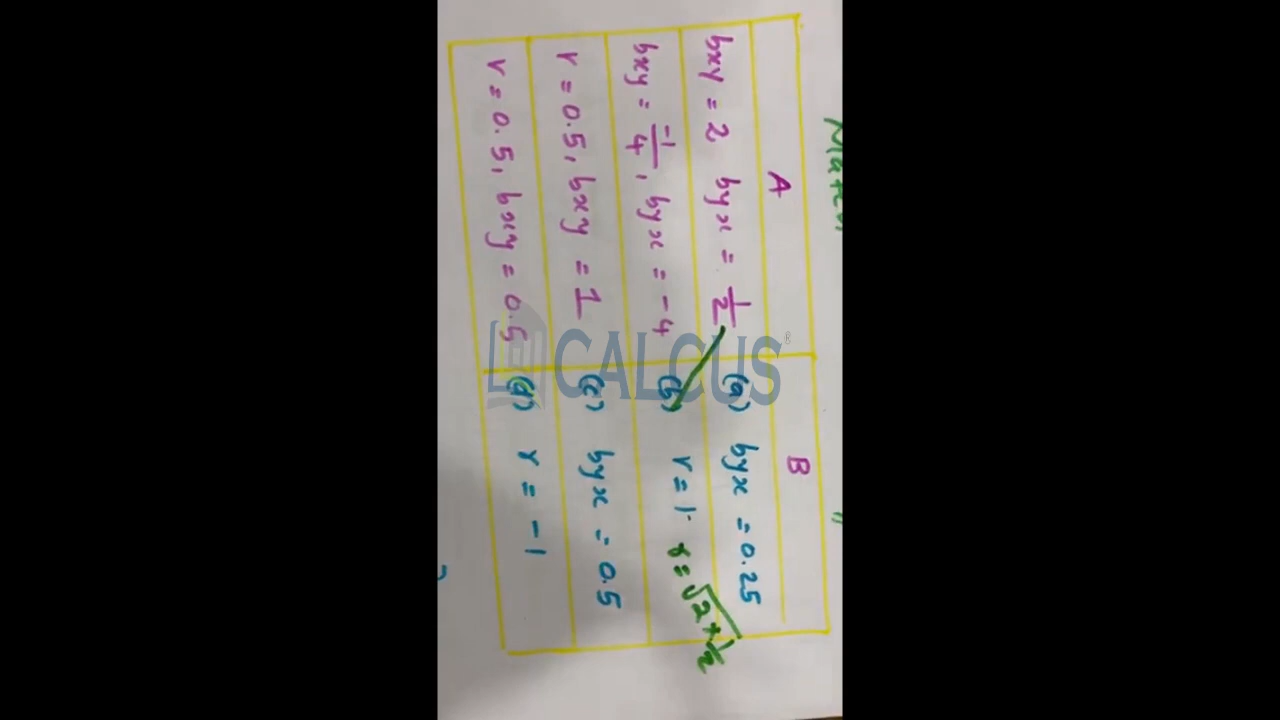 A B
bxy = 2 byx = 1/2 (a) byx = 0.25
bxy = -1/4, byx = -4 (b) r = 1 r = √2 + 1/2
r = 0.5, bxy = 1 (c) byx = 0.5
r = 0.5, bxy = 0.5 (d) r = -1
CALCUS